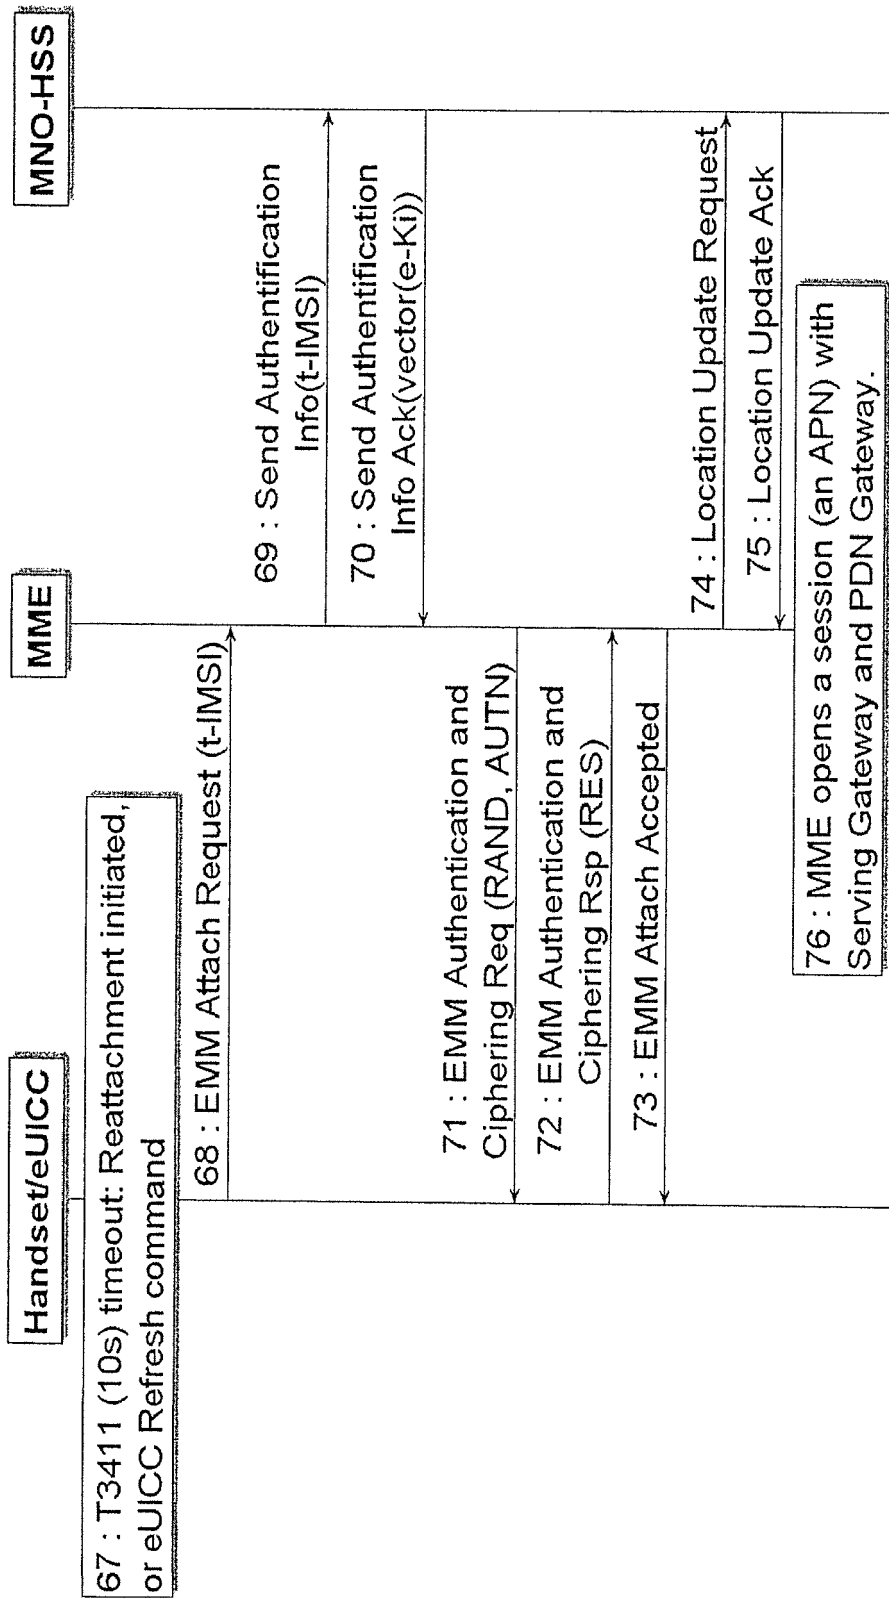 Handset/eUICC
MME
MNO-HSS
67 : T3411 (10s) timeout: Reattachment initiated,
or eUICC Refresh command
68 : EMM Attach Request (t-IMSI)
69 : Send Authentification
Info(t-IMSI)
70 : Send Authentification
Info Ack(vector(e-Ki))
71 : EMM Authentication and
Ciphering Req (RAND, AUTN)
72 : EMM Authentication and
Ciphering Rsp (RES)
73 : EMM Attach Accepted
74 : Location Update Request
75 : Location Update Ack
76 : MME opens a session (an APN) with
Serving Gateway and PDN Gateway.